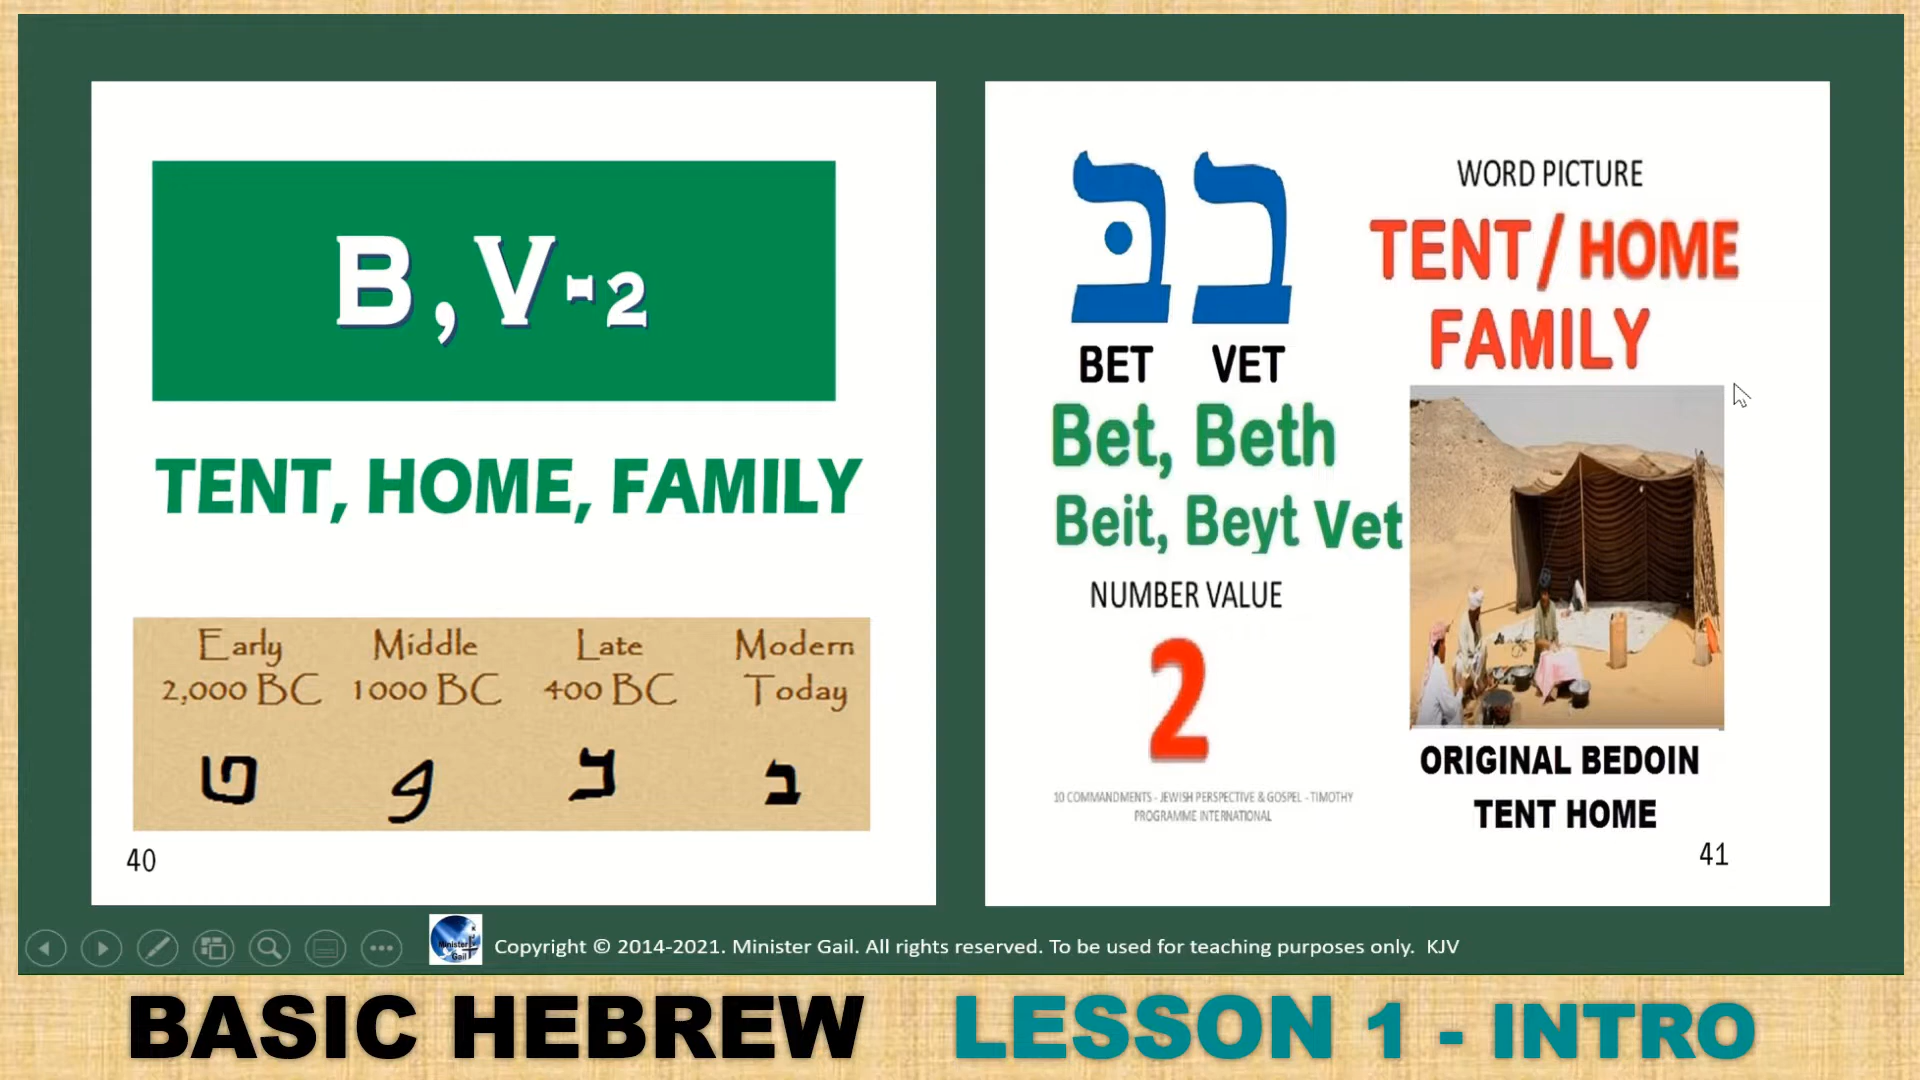 B,V-2
TENT, HOME, FAMILY
Early Middle Late Modern
2,000 BC 1000 BC 400 BC Today
ב
40
בּ ב
BET VET
Bet, Beth
Beit, Beyt Vet
NUMBER VALUE
2
10 COMMANDMENTS - JEWISH PERSPECTIVE & GOSPEL - TIMOTHY
PROGRAMME INTERNATIONAL
WORD PICTURE
TENT/HOME
FAMILY
ORIGINAL BEDOIN
TENT HOME
41
Minister
Gail
Copyright © 2014-2021. Minister Gail. All rights reserved. To be used for teaching purposes only. KJV
BASIC HEBREW LESSON 1 - INTRO